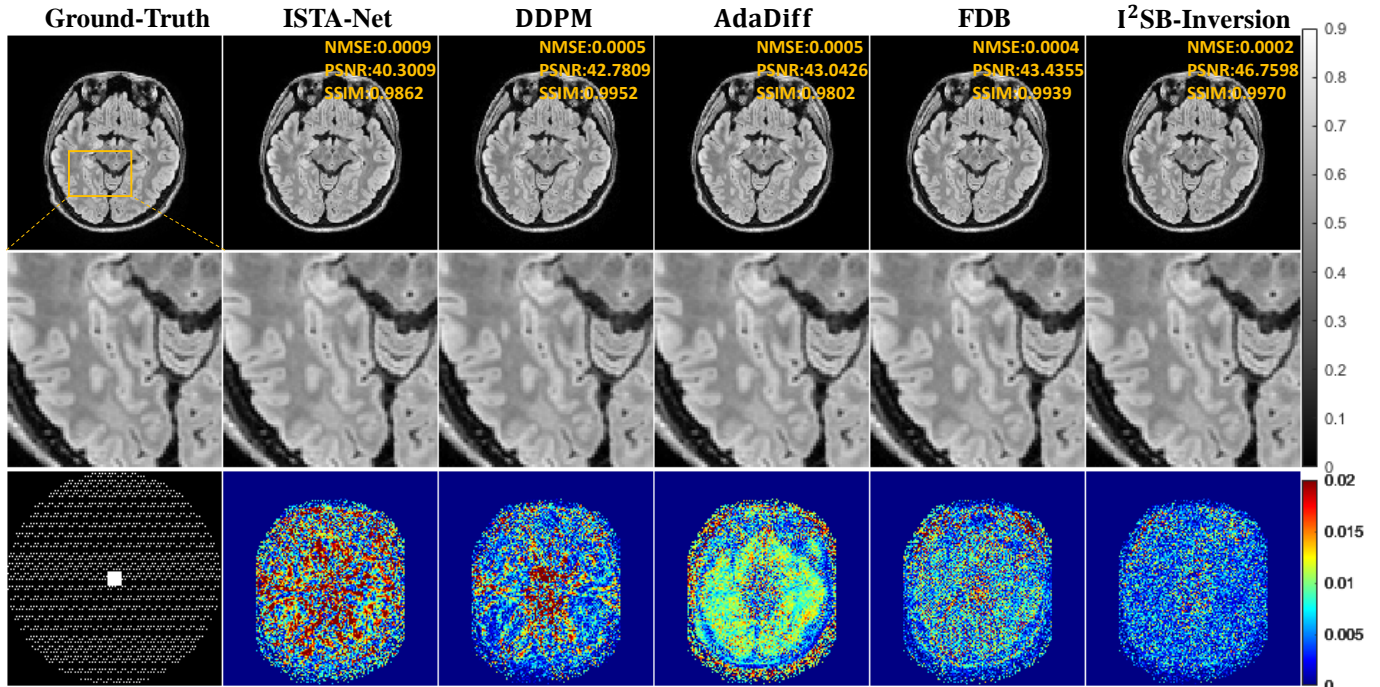 Ground-Truth
ISTA-Net
DDPM
AdaDiff
FDB
I²SB-Inversion
NMSE:0.0009
PSNR:40.3009
SSIM:0.9862
NMSE:0.0005
PSNR:42.7809
SSIM:0.9952
NMSE:0.0005
PSNR:43.0426
SSIM:0.9802
NMSE:0.0004
PSNR:43.4355
SSIM:0.9939
NMSE:0.0002
PSNR:46.7598
SSIM:0.9970
0.9
0.8
0.7
0.6
0.5
0.4
0.3
0.2
0.1
0
0.02
0.015
0.01
0.005
0